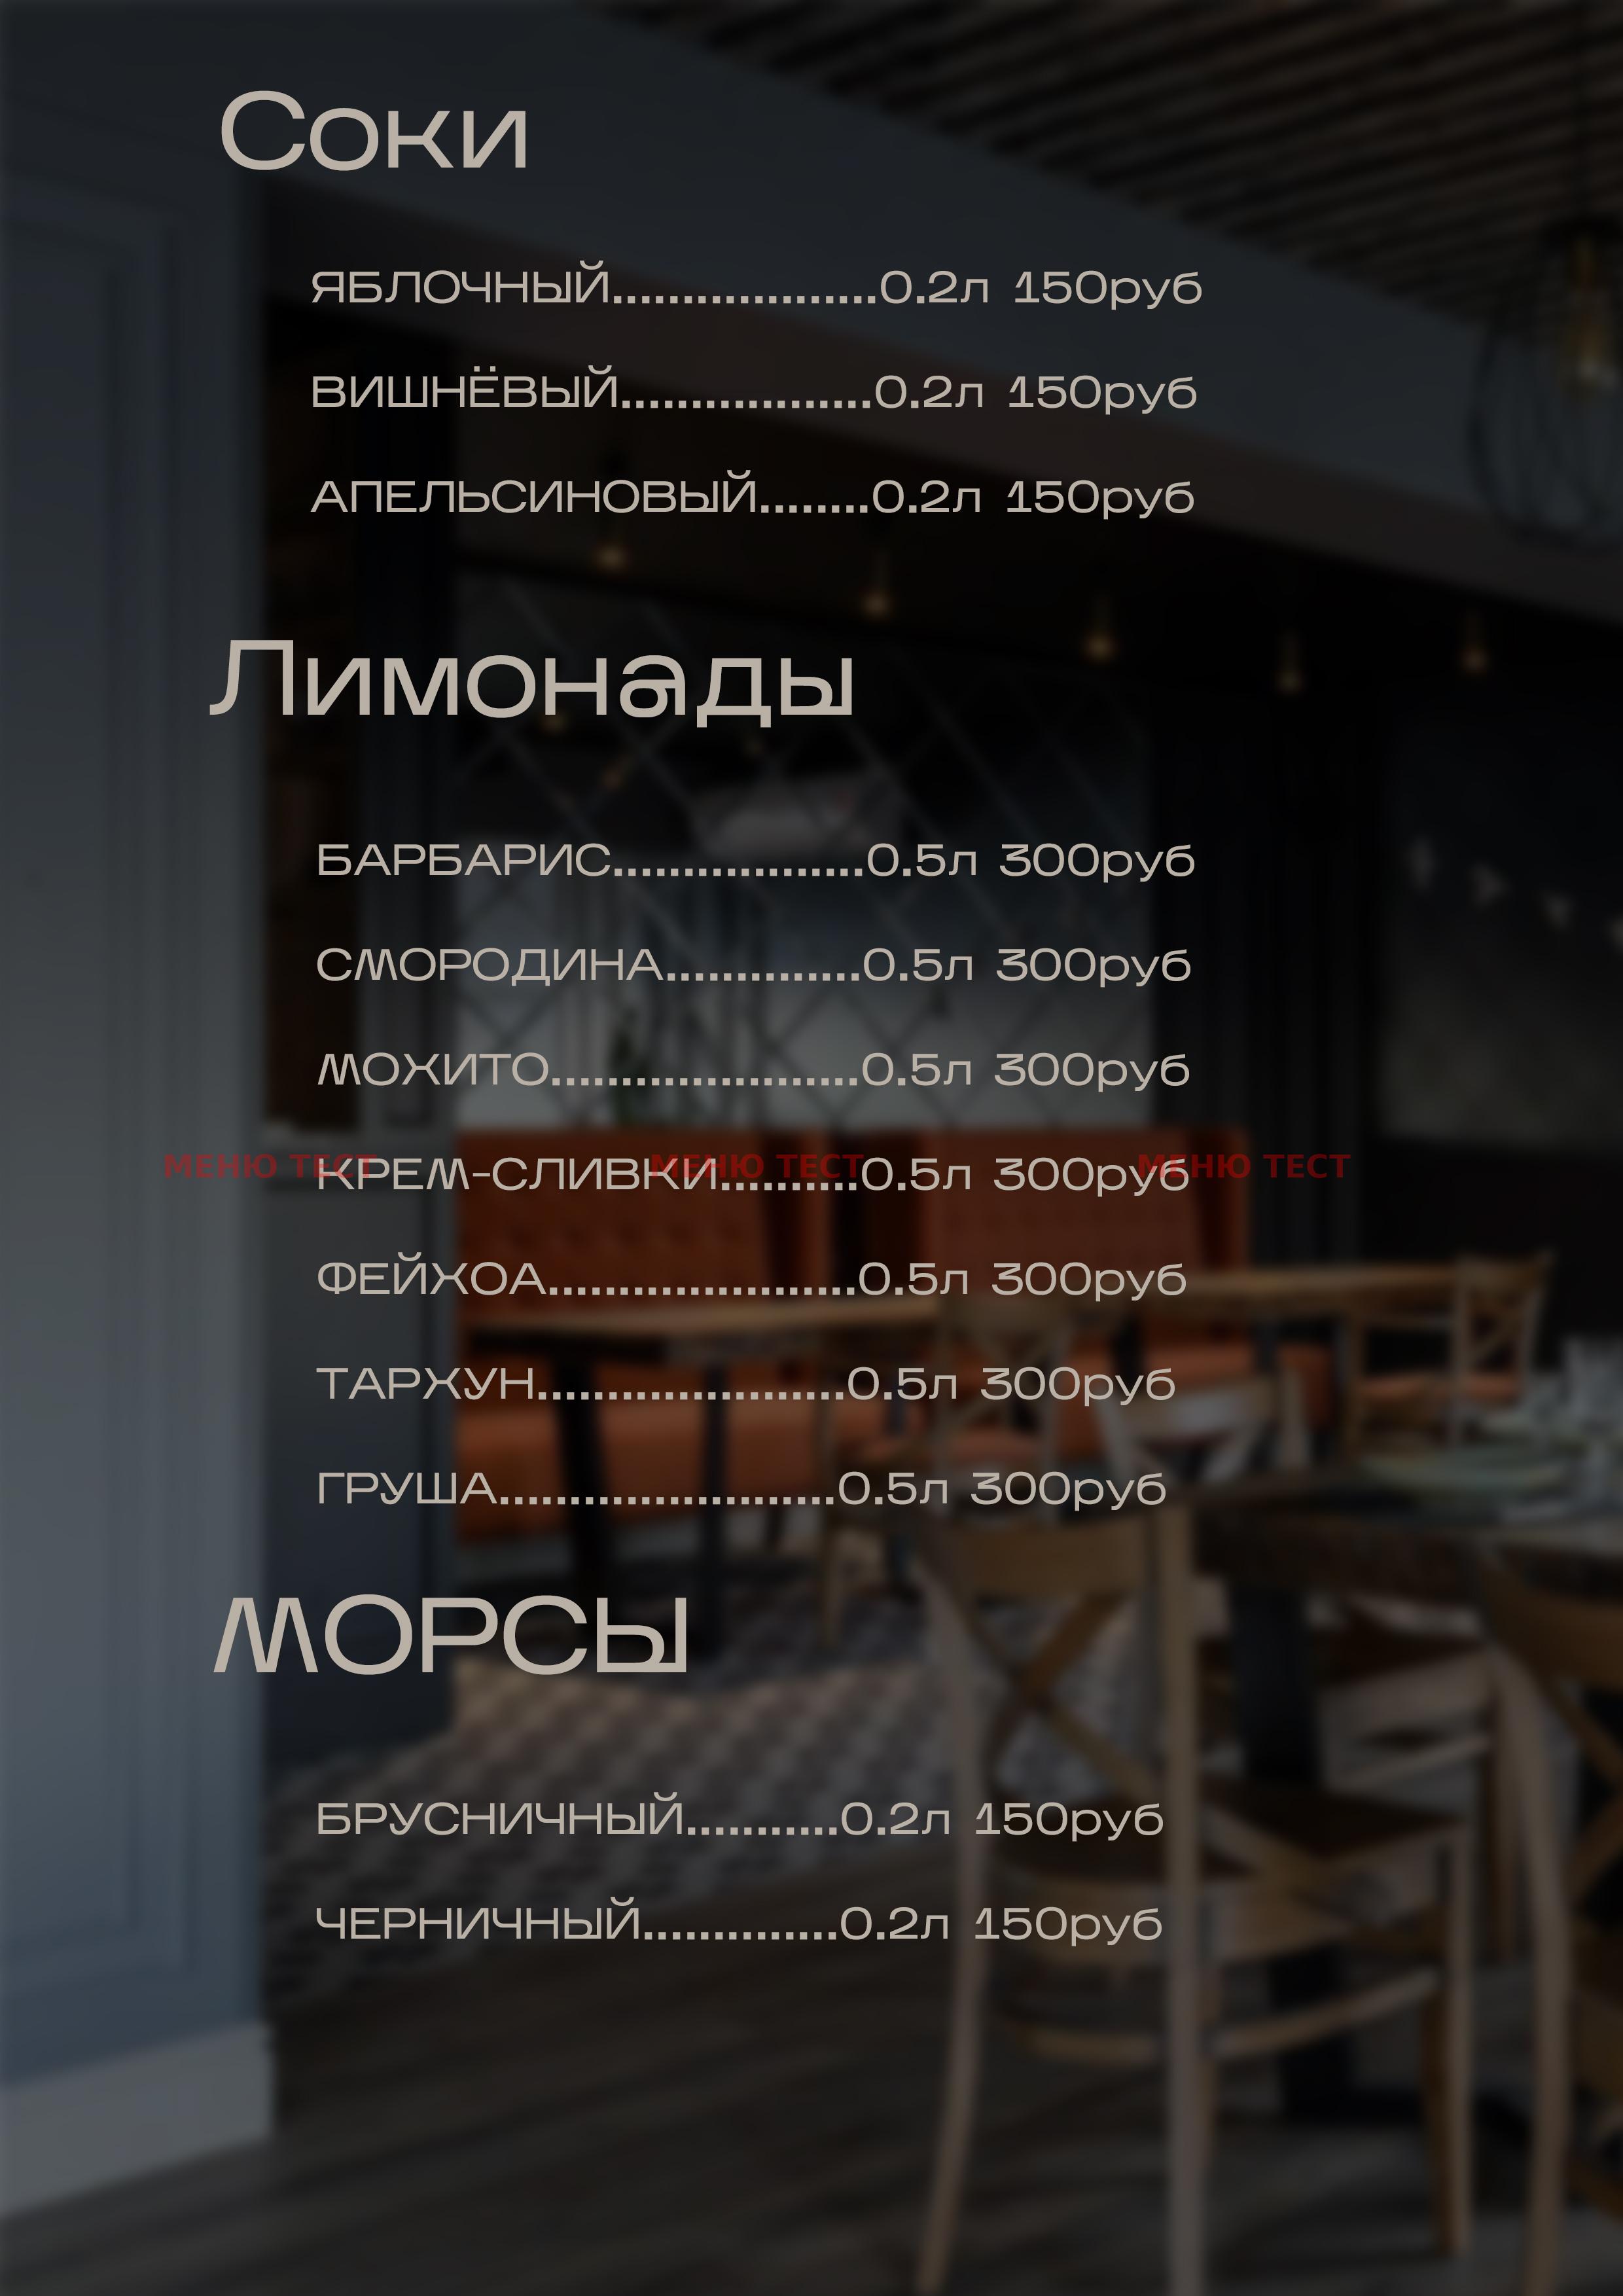 Соки
ЯБЛОЧНЫЙ...................0.2л 150руб
ВИШНЁВЫЙ..................0.2л 150руб
АПЕЛЬСИНОВЫЙ........0.2л 150руб
Лимонады
БАРБАРИС..................0.5л 300руб
СМОРОДИНА..............0.5л 300руб
МОХИТО......................0.5л 300руб
МЕНЮ ТЕСТ МЕНЮ ТЕСТ МЕНЮ ТЕСТ
КРЕМ-СЛИВКИ..........0.5л 300руб
ФЕЙХОА......................0.5л 300руб
ТАРХУН......................0.5л 300руб
ГРУША........................0.5л 300руб
МОРСЫ
БРУСНИЧНЫЙ...........0.2л 150руб
ЧЕРНИЧНЫЙ..............0.2л 150руб